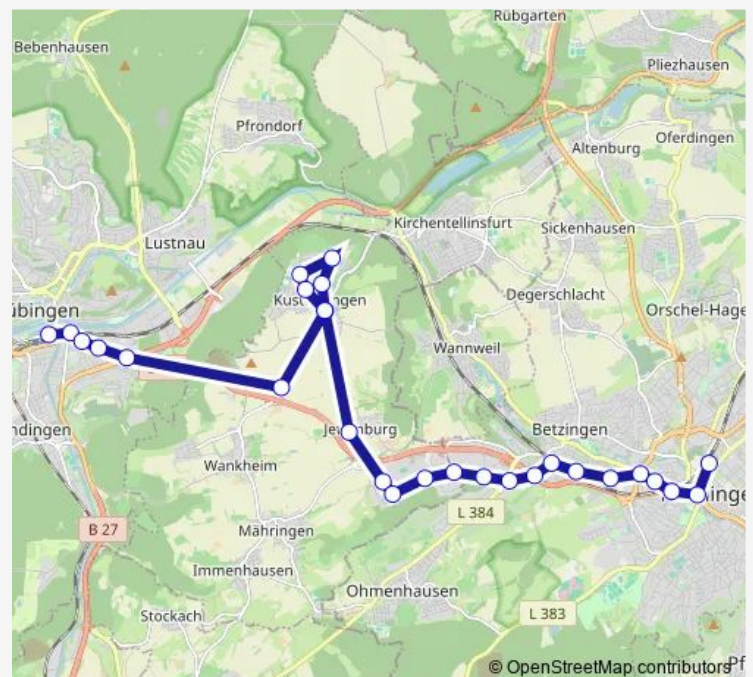 Rübgarten
Bebenhausen
Pliezhausen
Pfrondorf
Oferdingen
Altenburg
Kirchentellinsfurt
Sickenhausen
Lustnau
Degerschlacht
übingen
Orschel-Hage
Wannweil
ndingen
Betzingen
Wankheim
L 384
B 27
Mähringen
Immenhausen
Ohmenhausen
Stockach
L 383
© OpenStreetMap contributors
Pf